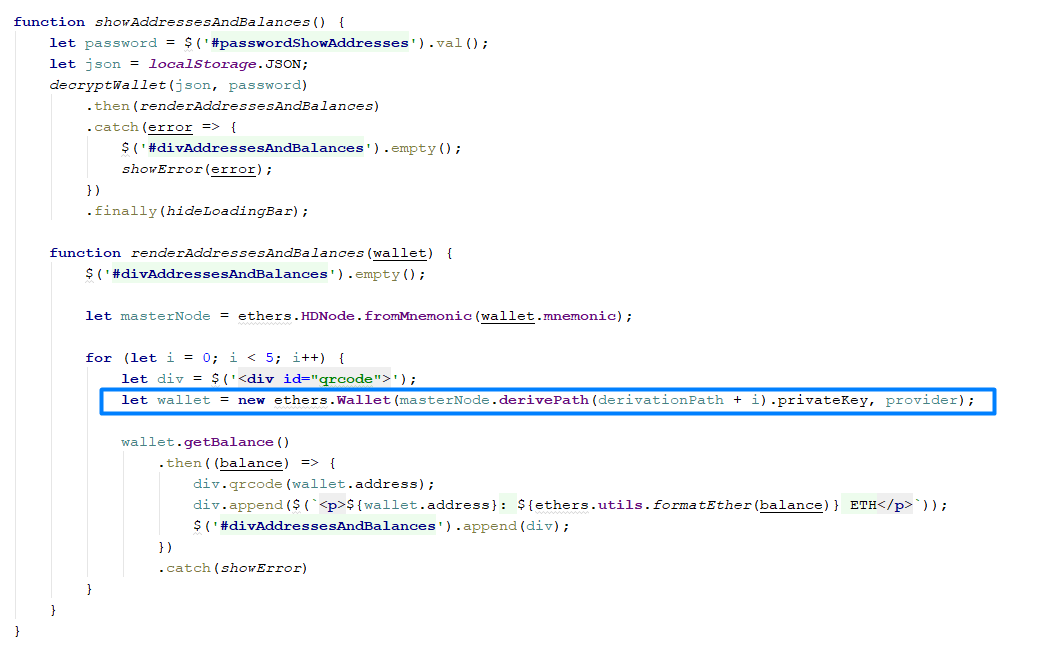 function showAddressesAndBalances() {
    let password = $('#passwordShowAddresses').val();
    let json = localStorage.JSON;
    decryptWallet(json, password)
        .then(renderAddressesAndBalances)
        .catch(error => {
            $('#divAddressesAndBalances').empty();
            showError(error);
        })
        .finally(hideLoadingBar);
    function renderAddressesAndBalances(wallet) {
        $('#divAddressesAndBalances').empty();
        let masterNode = ethers.HDNode.fromMnemonic(wallet.mnemonic);
        for (let i = 0; i < 5; i++) {
            let div = $('<div id="qrcode">');
            let wallet = new ethers.Wallet(masterNode.derivePath(derivationPath + i).privateKey, provider);
            wallet.getBalance()
                .then((balance) => {
                    div.qrcode(wallet.address);
                    div.append($(`<p>${wallet.address}: ${ethers.utils.formatEther(balance)} ETH</p>`));
                    $('#divAddressesAndBalances').append(div);
                })
                .catch(showError)
        }
    }
}